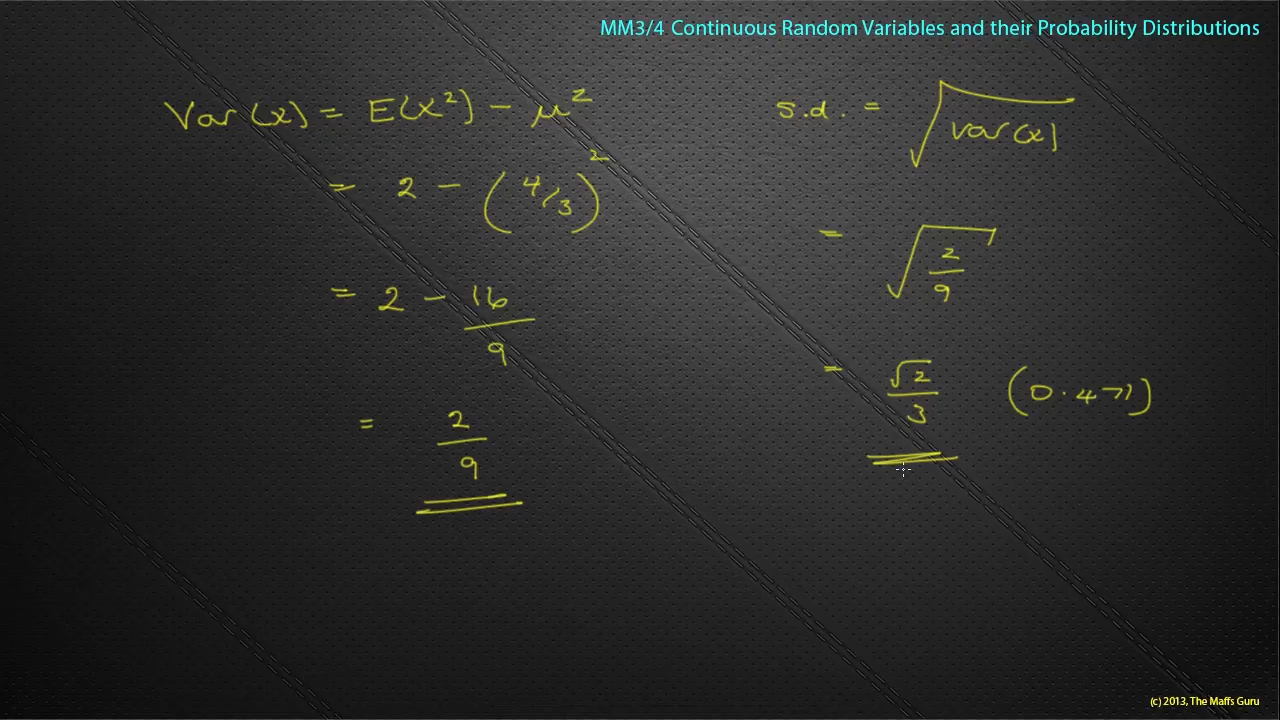 MM3/4 Continuous Random Variables and their Probability Distributions
Var(x) = E(X²) − μ²
= 2 − (4/3)²
= 2 − 16/9
= 2/9
s.d. = √var(x)
= √2/9
= √2/3 (0.471)
(c) 2013, The Maffs Guru